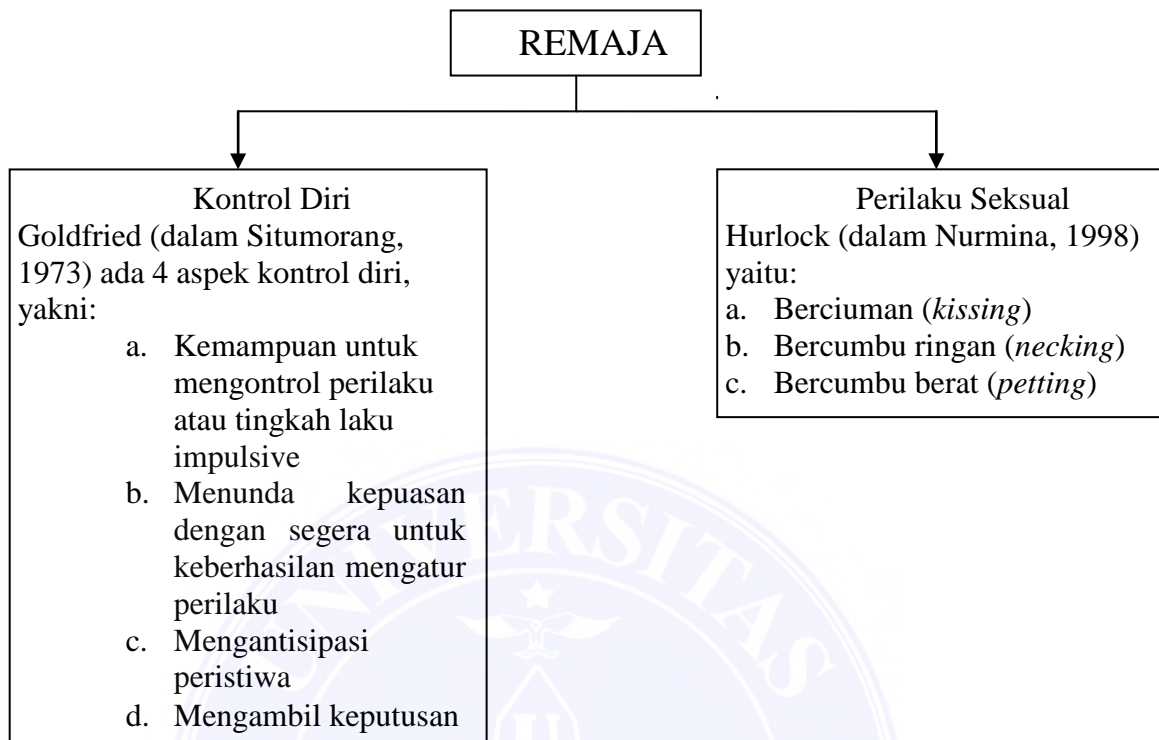 REMAJA
Kontrol Diri
Goldfried (dalam Situmorang,
1973) ada 4 aspek kontrol diri,
yakni:
a. Kemampuan untuk
mengontrol perilaku
atau tingkah laku
impulsive
b. Menunda kepuasan
dengan segera untuk
keberhasilan mengatur
perilaku
c. Mengantisipasi
peristiwa
d. Mengambil keputusan
Perilaku Seksual
Hurlock (dalam Nurmina, 1998)
yaitu:
a. Berciuman (kissing)
b. Bercumbu ringan (necking)
c. Bercumbu berat (petting)
UNIVERSITAS